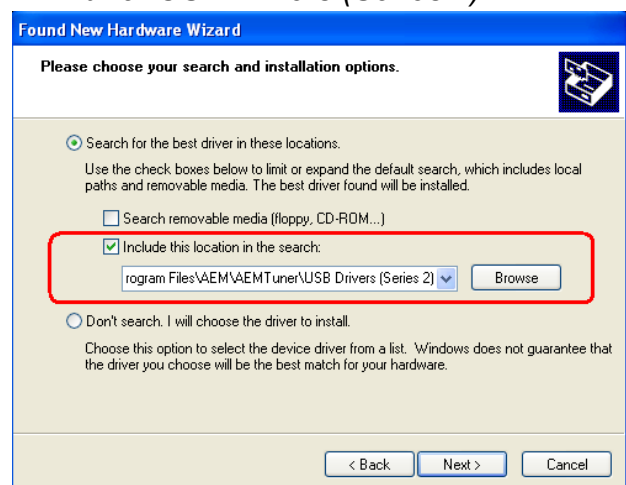 Found New Hardware Wizard
Please choose your search and installation options.
Search for the best driver in these locations.
Use the check boxes below to limit or expand the default search, which includes local
paths and removable media. The best driver found will be installed.
Search removable media (floppy, CD-ROM...)
Include this location in the search:
rogram Files\AEM\AEMTuner\USB Drivers (Series 2)
Browse
Don't search. I will choose the driver to install.
Choose this option to select the device driver from a list. Windows does not guarantee that
the driver you choose will be the best match for your hardware.
< Back Next > Cancel